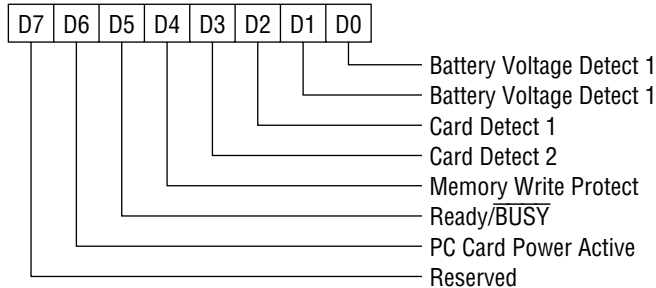 D7 D6 D5 D4 D3 D2 D1 D0
Battery Voltage Detect 1
Battery Voltage Detect 1
Card Detect 1
Card Detect 2
Memory Write Protect
Ready/B̅U̅S̅Y̅
PC Card Power Active
Reserved